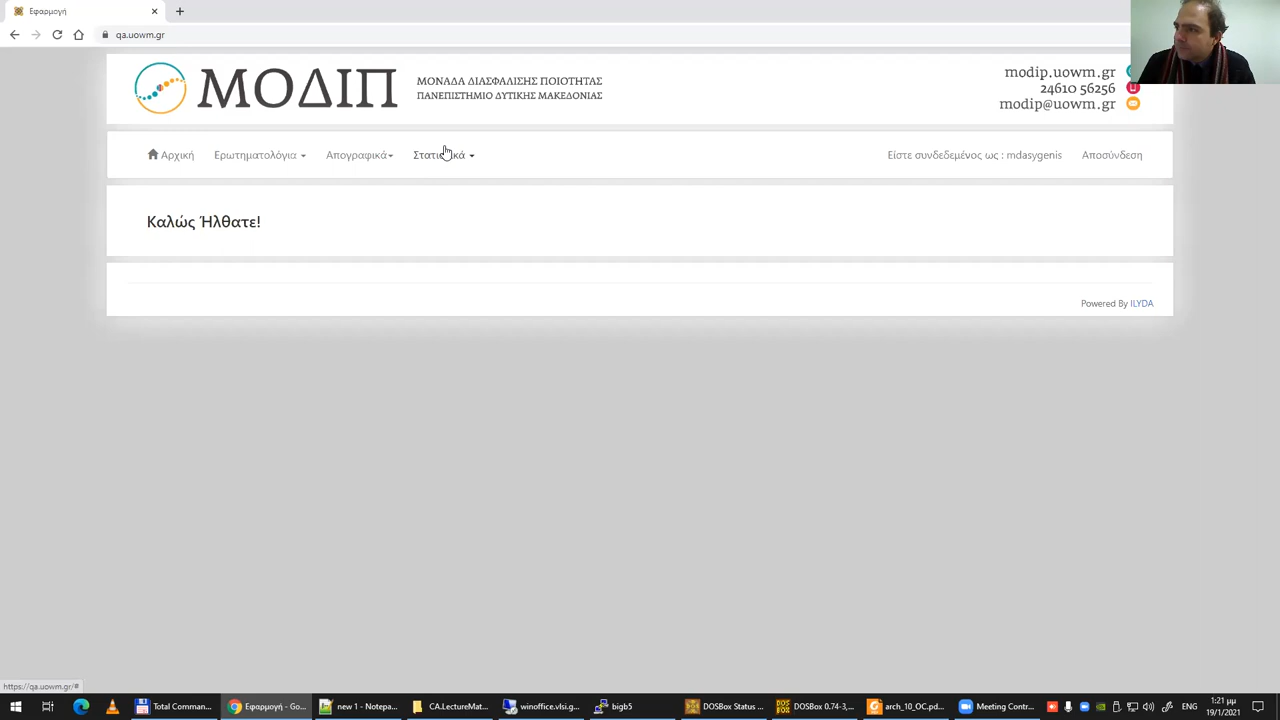 Εφαρμογή
qa.uowm.gr
ΜΟΔΙΠ
ΜΟΝΑΔΑ ΔΙΑΣΦΑΛΙΣΗΣ ΠΟΙΟΤΗΤΑΣ
ΠΑΝΕΠΙΣΤΗΜΙΟ ΔΥΤΙΚΗΣ ΜΑΚΕΔΟΝΙΑΣ
modip.uowm.gr
24610 56256
modip@uowm.gr
Αρχική Ερωτηματολόγια Απογραφικά Είστε συνδεδεμένος ως : mdasygenis Αποσύνδεση
Καλώς Ήλθατε!
Powered By ILYDA
https://qa.uowm.gr/#
Total Comman... Εφαρμογή - Go... new 1 - Notepa... CA.LectureMat... winoffice.vlsi.g... bigb5 DOSBox Status ... DOSBox 0.74-3,... arch_10_OC.pd... Meeting Contr... ENG 1:21 μμ
19/1/2021